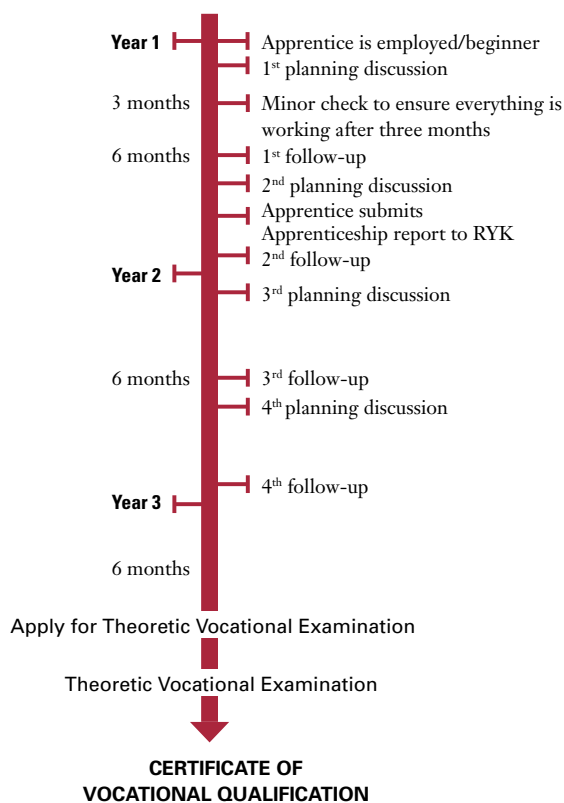 Year 1
Apprentice is employed/beginner
1st planning discussion
3 months
Minor check to ensure everything is
working after three months
6 months
1st follow-up
2nd planning discussion
Apprentice submits
Apprenticeship report to RYK
2nd follow-up
Year 2
3rd planning discussion
6 months
3rd follow-up
4th planning discussion
4th follow-up
Year 3
6 months
Apply for Theoretic Vocational Examination
Theoretic Vocational Examination
CERTIFICATE OF
VOCATIONAL QUALIFICATION